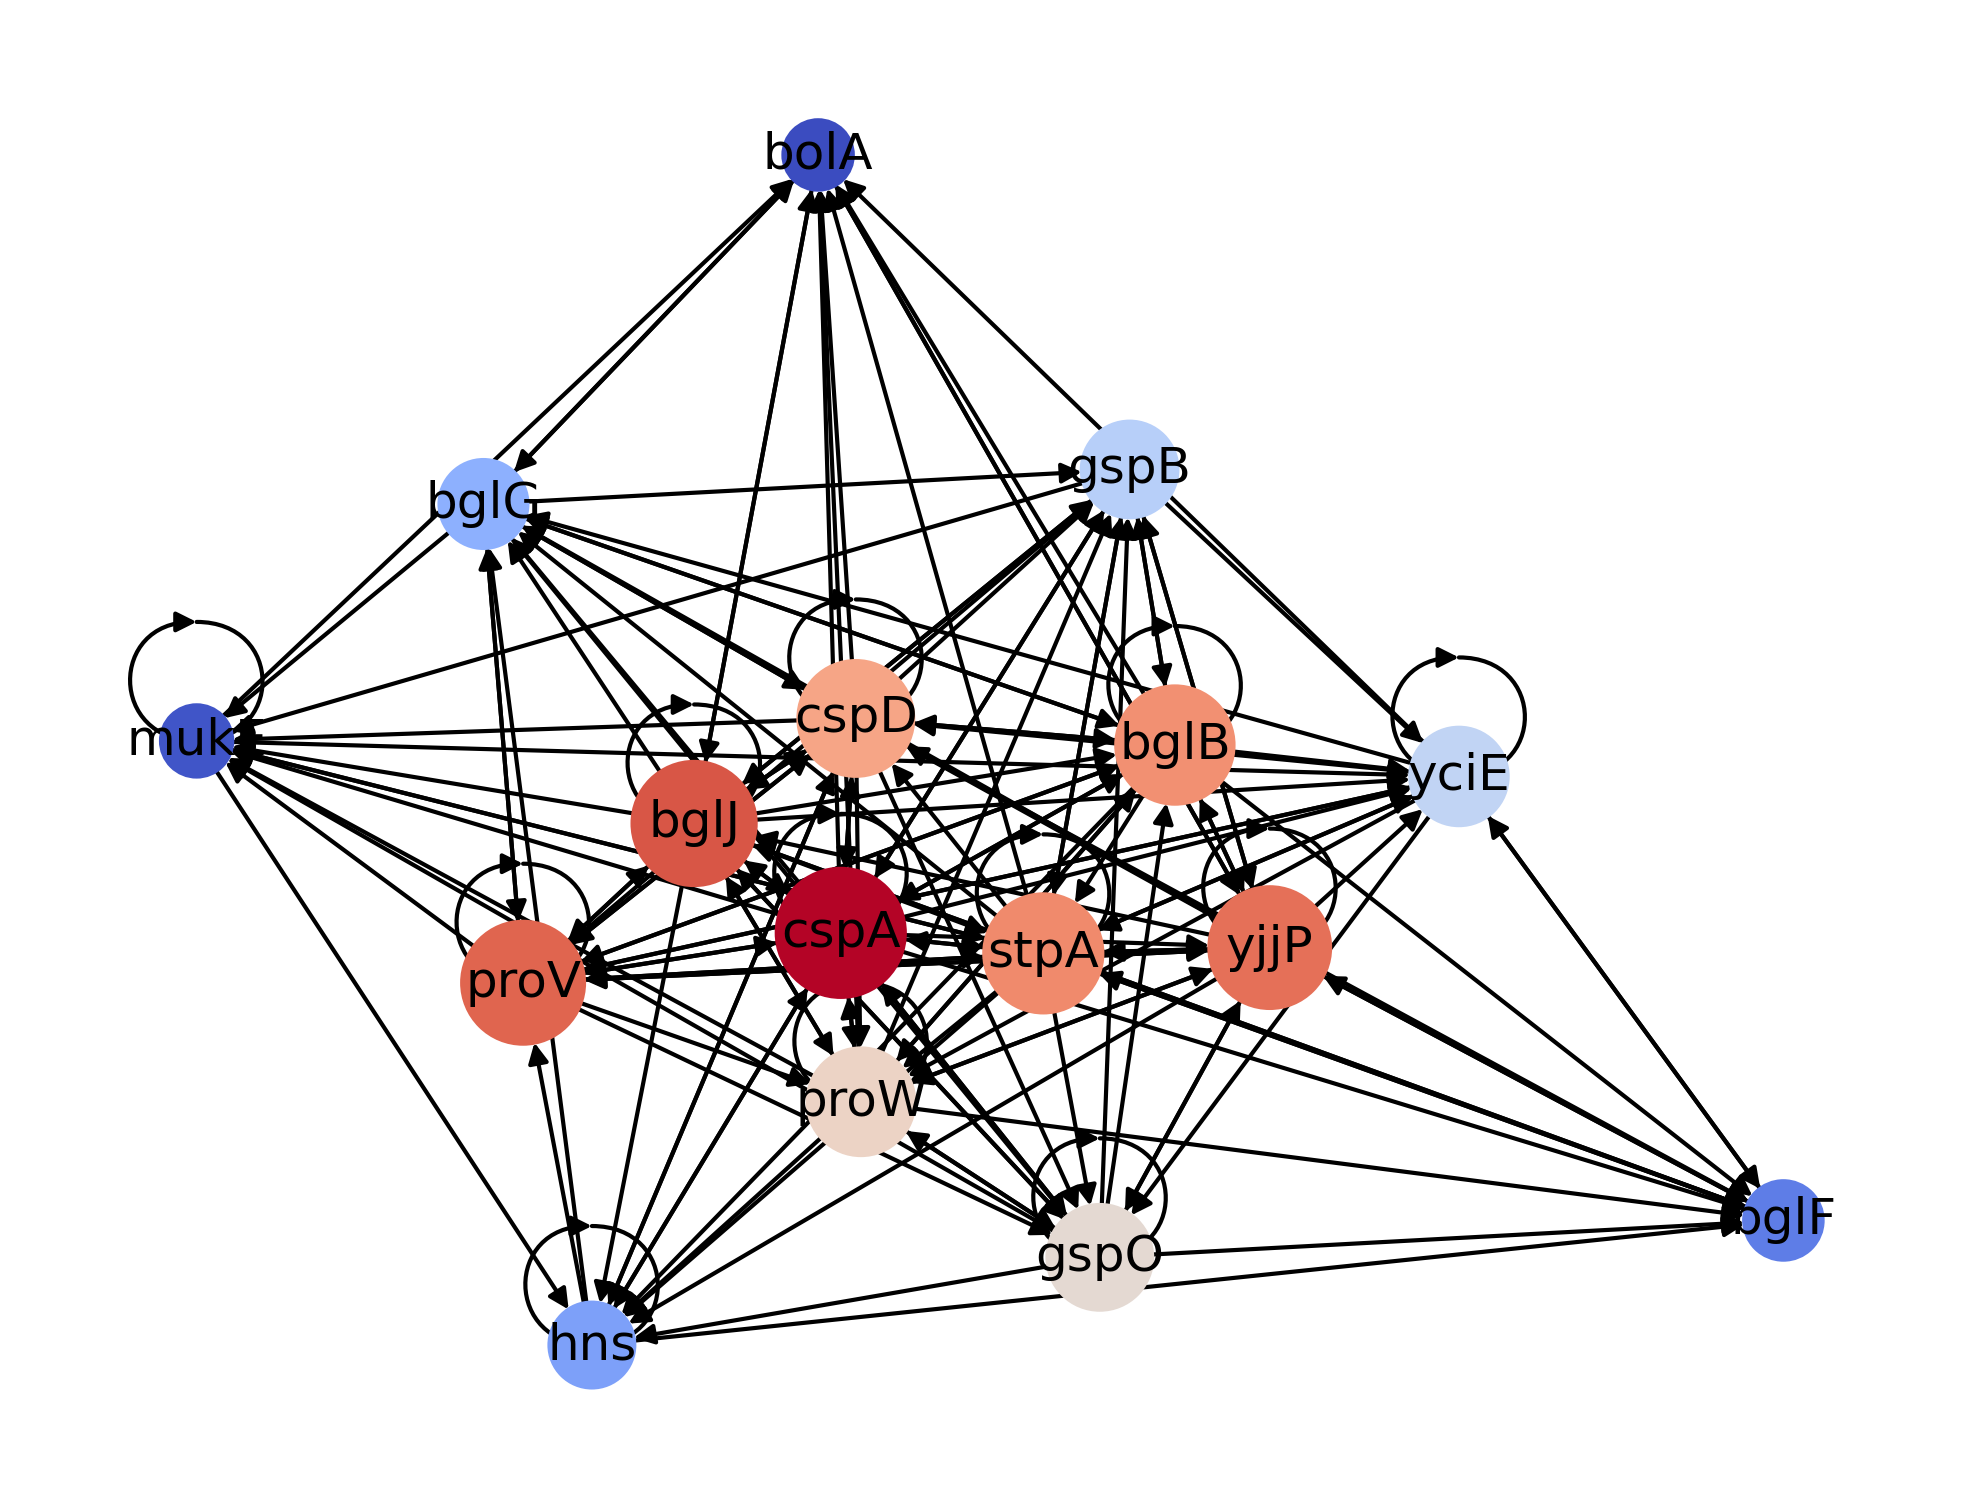 bolA
gspB
bglG
cspD
mukF
bglB
yciE
bglJ
cspA
stpA
yjjP
proV
proW
bglF
gspO
hns